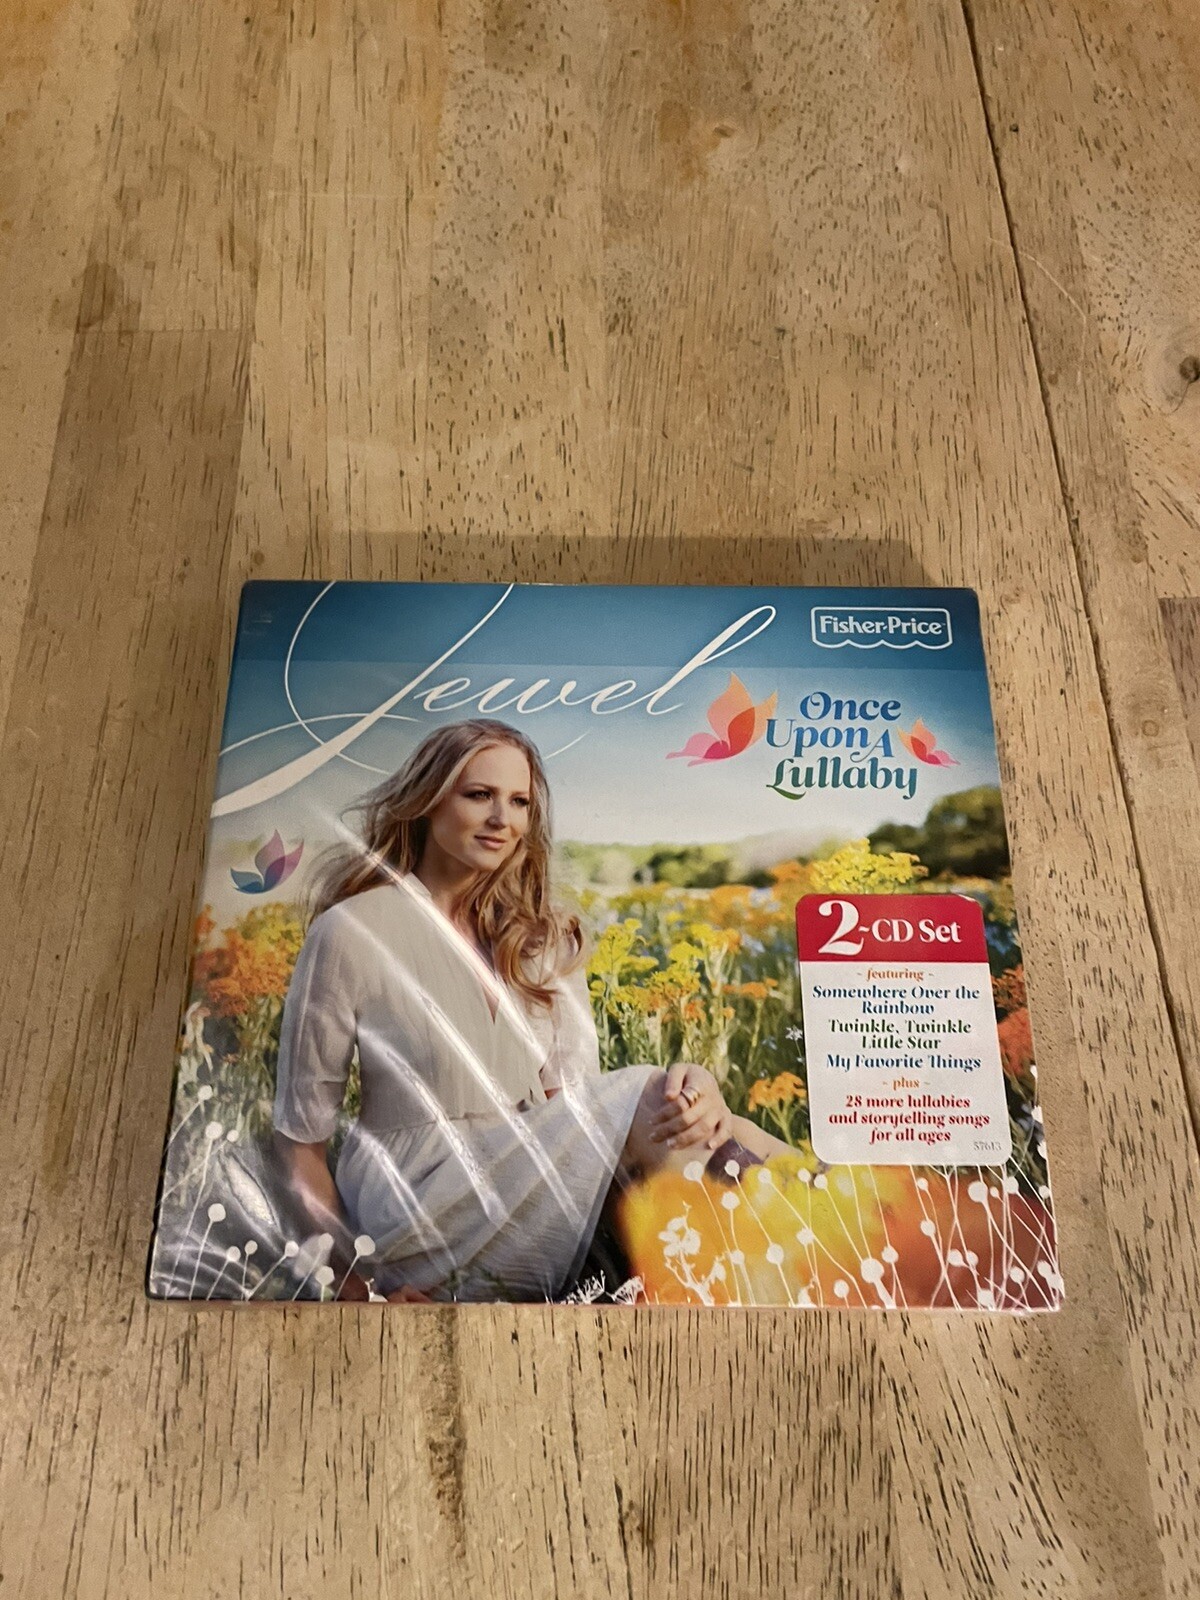 Jewel
Fisher-Price
Once
Upon A
Lullaby
2-CD Set
~ featuring ~
Somewhere Over the
Rainbow
Twinkle, Twinkle
Little Star
My Favorite Things
~ plus ~
28 more lullabies
and storytelling songs
for all ages
57613